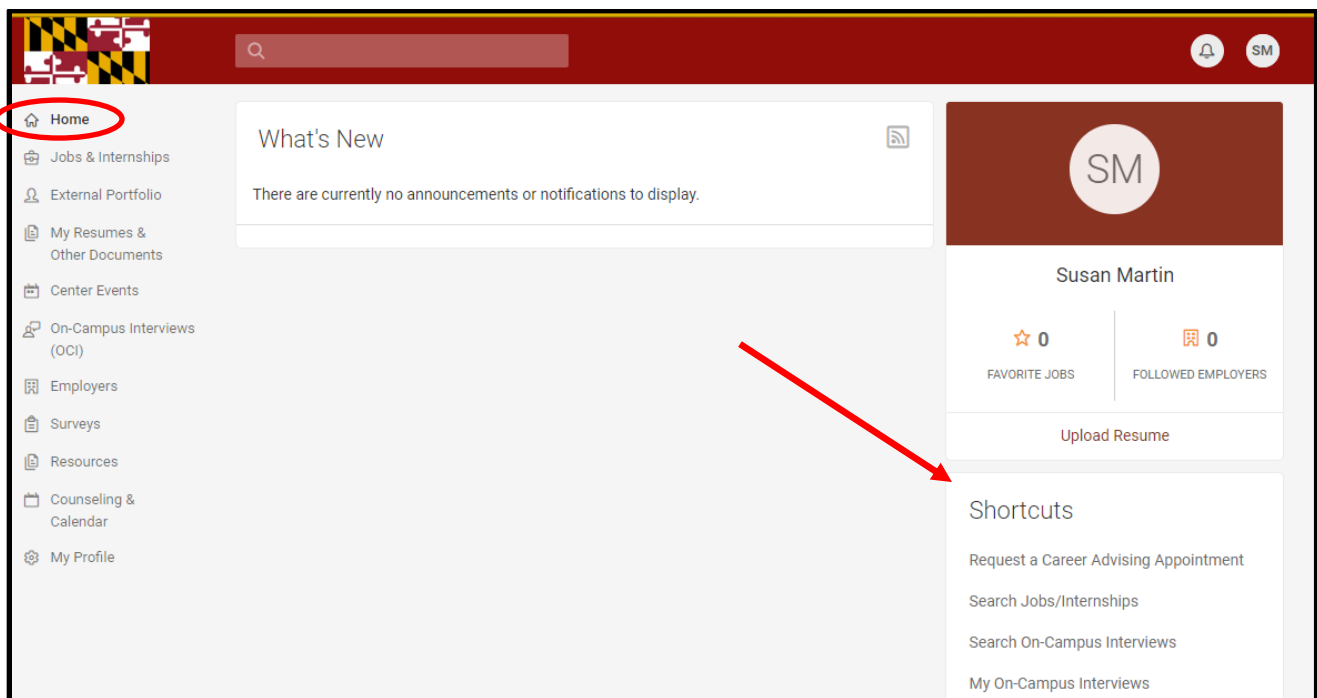 SM
Home
Jobs & Internships
External Portfolio
My Resumes &
Other Documents
Center Events
On-Campus Interviews
(OCI)
Employers
Surveys
Resources
Counseling &
Calendar
My Profile
What's New
There are currently no announcements or notifications to display.
SM
Susan Martin
0
FAVORITE JOBS
0
FOLLOWED EMPLOYERS
Upload Resume
Shortcuts
Request a Career Advising Appointment
Search Jobs/Internships
Search On-Campus Interviews
My On-Campus Interviews